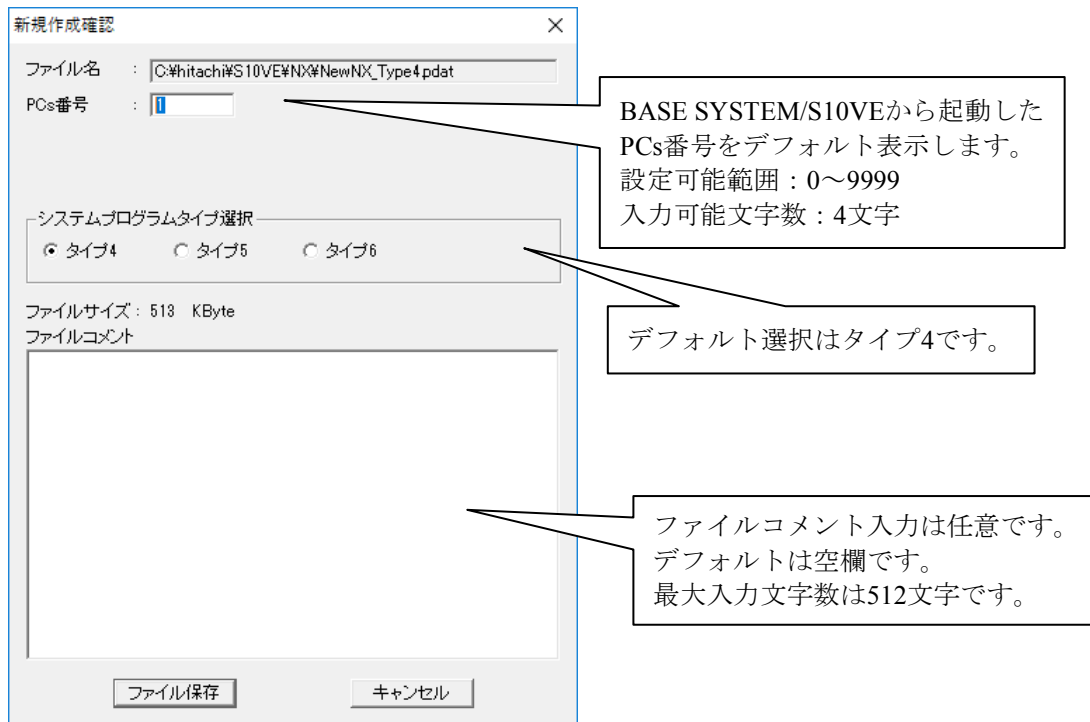 新規作成確認
ファイル名 : C:¥hitachi¥S10VE¥NX¥NewNX_Type4.pdat
PCs番号 : 1
BASE SYSTEM/S10VEから起動した
PCs番号をデフォルト表示します。
設定可能範囲：0～9999
入力可能文字数：4文字
システムプログラムタイプ選択
タイプ4 タイプ5 タイプ6
ファイルサイズ : 513 KByte
ファイルコメント
デフォルト選択はタイプ4です。
ファイルコメント入力は任意です。
デフォルトは空欄です。
最大入力文字数は512文字です。
ファイル保存 キャンセル